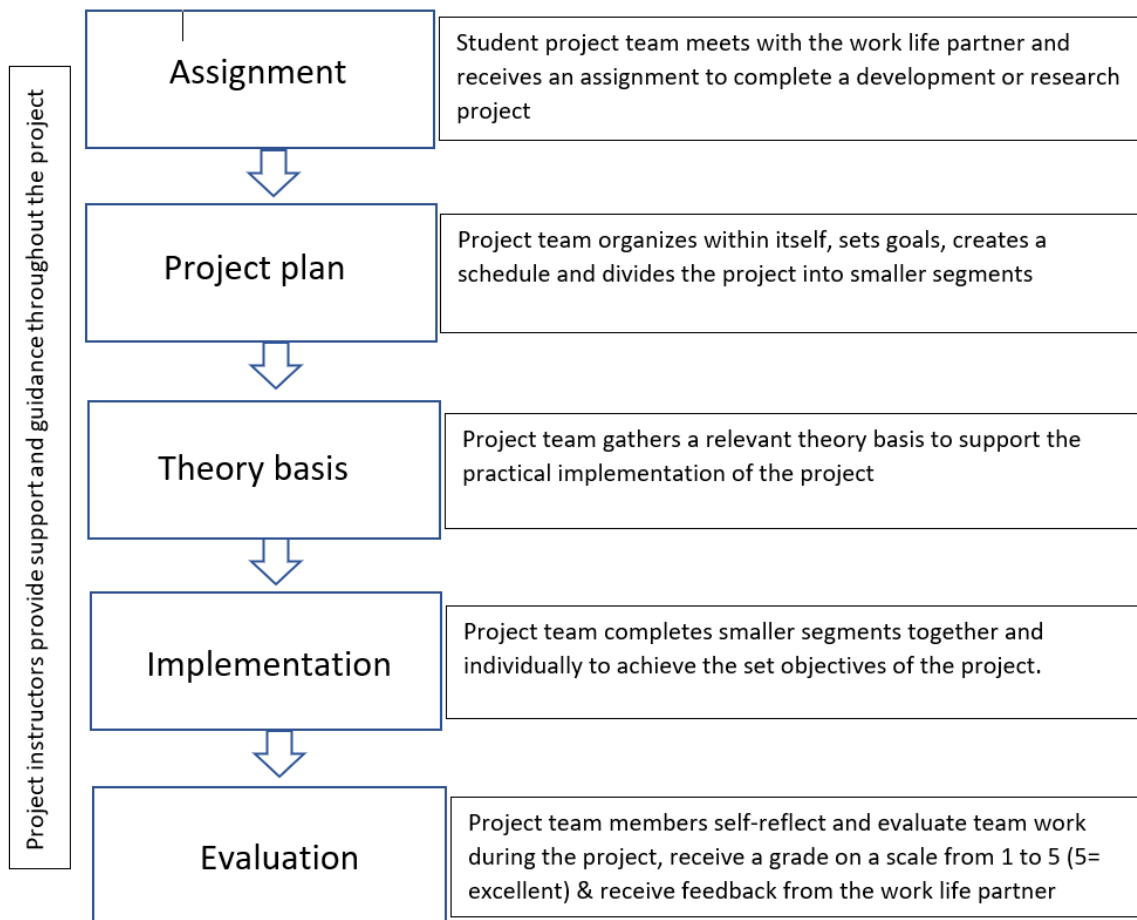 Project instructors provide support and guidance throughout the project
Assignment
Student project team meets with the work life partner and
receives an assignment to complete a development or research
project
Project plan
Project team organizes within itself, sets goals, creates a
schedule and divides the project into smaller segments
Theory basis
Project team gathers a relevant theory basis to support the
practical implementation of the project
Implementation
Project team completes smaller segments together and
individually to achieve the set objectives of the project.
Evaluation
Project team members self-reflect and evaluate team work
during the project, receive a grade on a scale from 1 to 5 (5=
excellent) & receive feedback from the work life partner